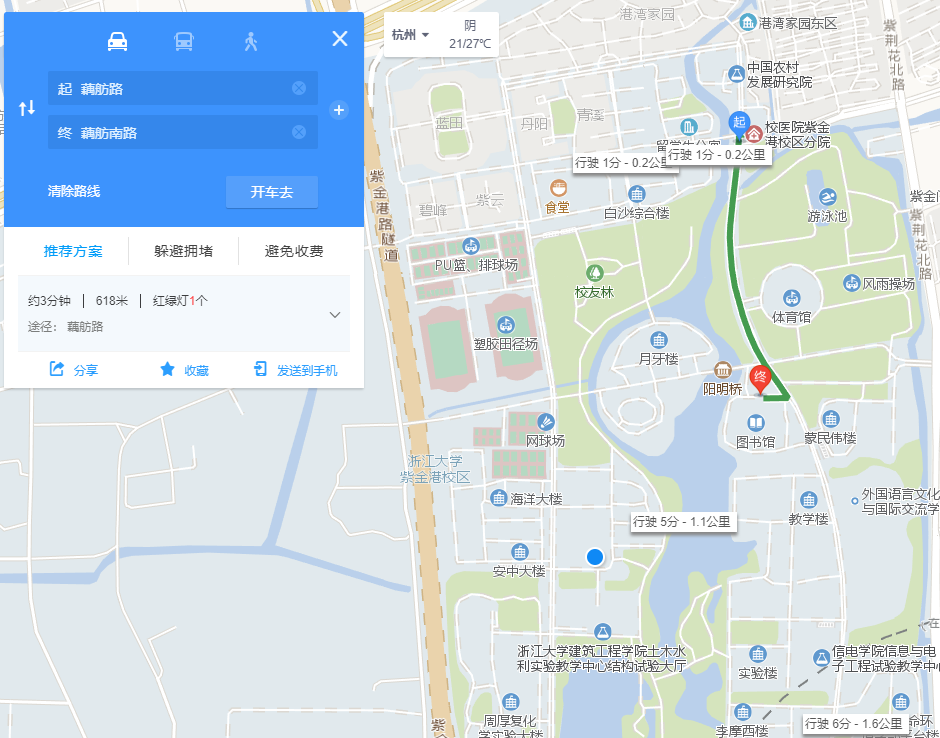 起 藕舫路
终 藕舫南路
清除路线
开车去
推荐方案
躲避拥堵
避免收费
约3分钟 | 618米 | 红绿灯1个
途径： 藕舫路
分享
收藏
发送到手机
杭州
阴
21/27℃
港湾家园
港湾家园东区
紫荆花北路
中国农村
发展研究院
蓝田
丹阳
青溪
起
校医院紫金
港校区分院
留学生公寓
行驶 1分 - 0.2公里
行驶 1分 - 0.2公里
紫金港路隧道
碧峰
紫云
食堂
白沙综合楼
游泳池
紫金
紫荆花北路
PU篮、排球场
校友林
风雨操场
体育馆
塑胶田径场
月牙楼
阳明桥
终
图书馆
蒙民伟楼
网球场
浙江大学
紫金港校区
海洋大楼
教学楼
外国语言文化
与国际交流学
行驶 5分 - 1.1公里
安中大楼
在
浙江大学建筑工程学院土木水
利实验教学中心结构试验大厅
实验楼
信电学院信息与电
子工程试验教学中心
周厚复化
学实验大楼
李摩西楼
行驶 6分 - 1.6公里
命环
紫